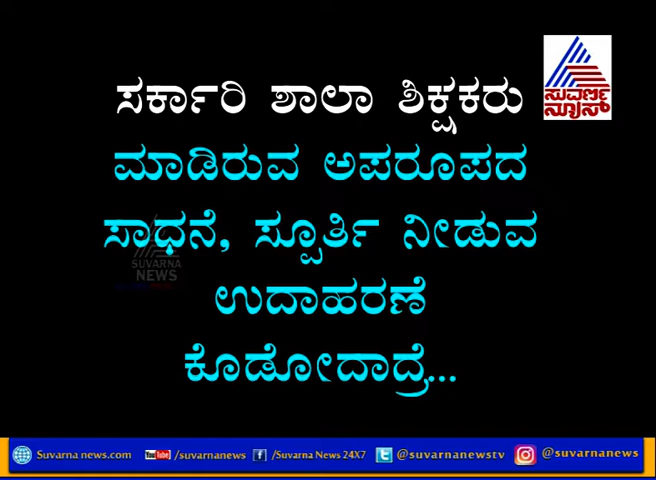 ಸುವರ್ಣ
ನ್ಯೂಸ್
ಸರ್ಕಾರಿ ಶಾಲಾ ಶಿಕ್ಷಕರು
ಮಾಡಿರುವ ಅಪರೂಪದ
ಸಾಧನೆ, ಸ್ಪೂರ್ತಿ ನೀಡುವ
SUVARNA
NEWS
ಉದಾಹರಣೆ
ಕೊಡೋದಾದ್ರೆ...
Suvarna news.com YouTube /suvarnanews /Suvarna News 24X7 @suvarnanewstv @suvarnanews